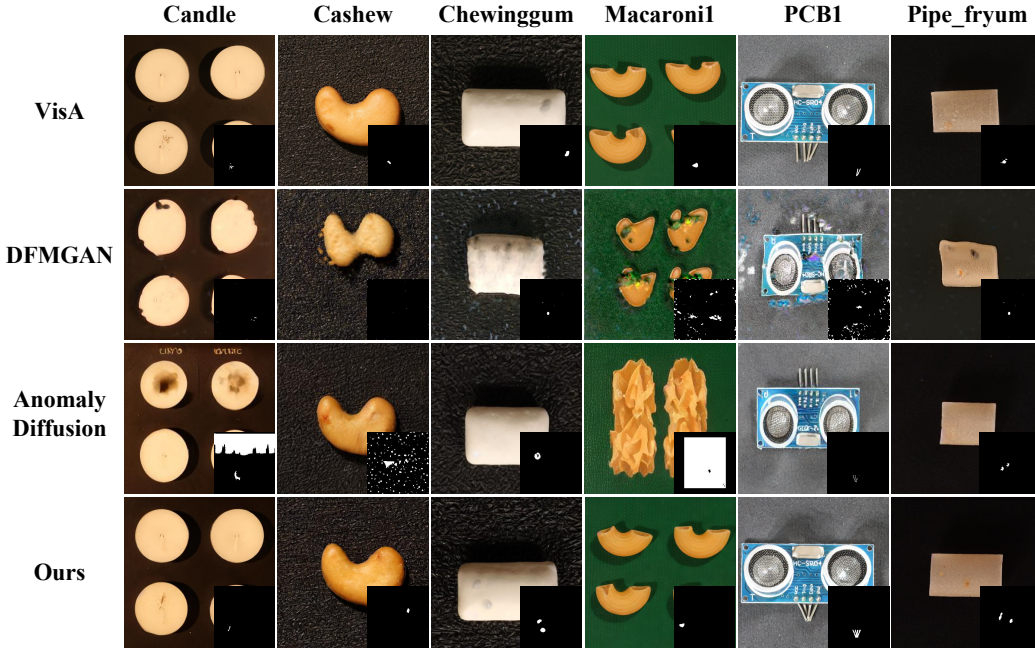 Candle Cashew Chewinggum Macaroni1 PCB1 Pipe_fryum
VisA
HC-SR04
T
DFMGAN
Anomaly
Diffusion
Ours
T